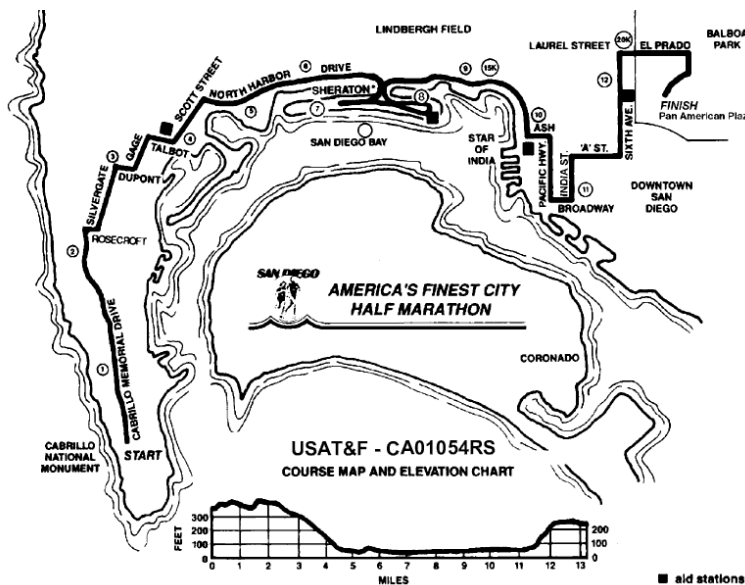 LINDBERGH FIELD
BALBOA
PARK
LAUREL STREET
20K
EL PRADO
12
SIXTH AVE.
FINISH
Pan American Plaz
SCOTT STREET
NORTH HARBOR
6
DRIVE
SHERATON
5
7
8
9
15K
10
ASH
'A' ST.
GAGE
TALBOT
4
3
DUPONT
SAN DIEGO BAY
STAR
OF
INDIA
PACIFIC HWY.
INDIA ST.
11
BROADWAY
DOWNTOWN
SAN
DIEGO
SILVERGATE
ROSECROFT
2
SAN DIEGO
AMERICA'S FINEST CITY
HALF MARATHON
CABRILLO MEMORIAL DRIVE
1
CORONADO
CABRILLO
NATIONAL
MONUMENT
START
USAT&F - CA01054RS
COURSE MAP AND ELEVATION CHART
FEET
300
200
100
0
200
100
0
0 1 2 3 4 5 6 7 8 9 10 11 12 13
MILES
aid stations